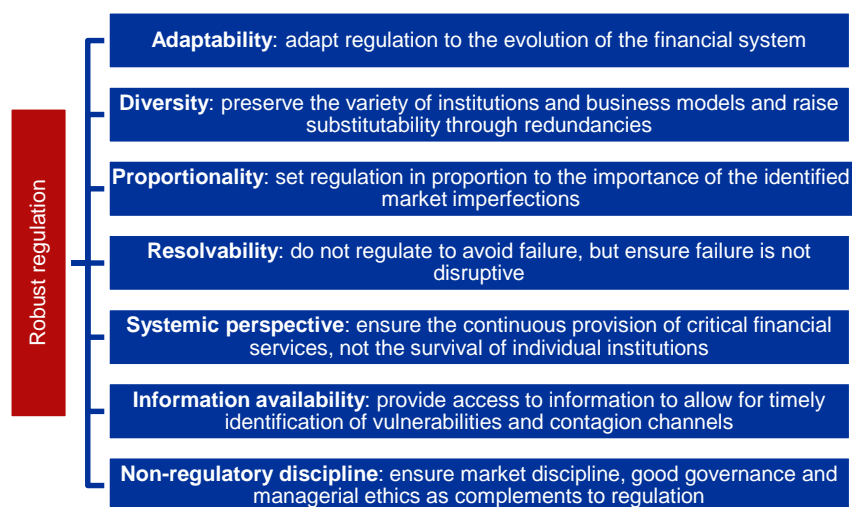 Robust regulation
Adaptability: adapt regulation to the evolution of the financial system
Diversity: preserve the variety of institutions and business models and raise
substitutability through redundancies
Proportionality: set regulation in proportion to the importance of the identified
market imperfections
Resolvability: do not regulate to avoid failure, but ensure failure is not
disruptive
Systemic perspective: ensure the continuous provision of critical financial
services, not the survival of individual institutions
Information availability: provide access to information to allow for timely
identification of vulnerabilities and contagion channels
Non-regulatory discipline: ensure market discipline, good governance and
managerial ethics as complements to regulation